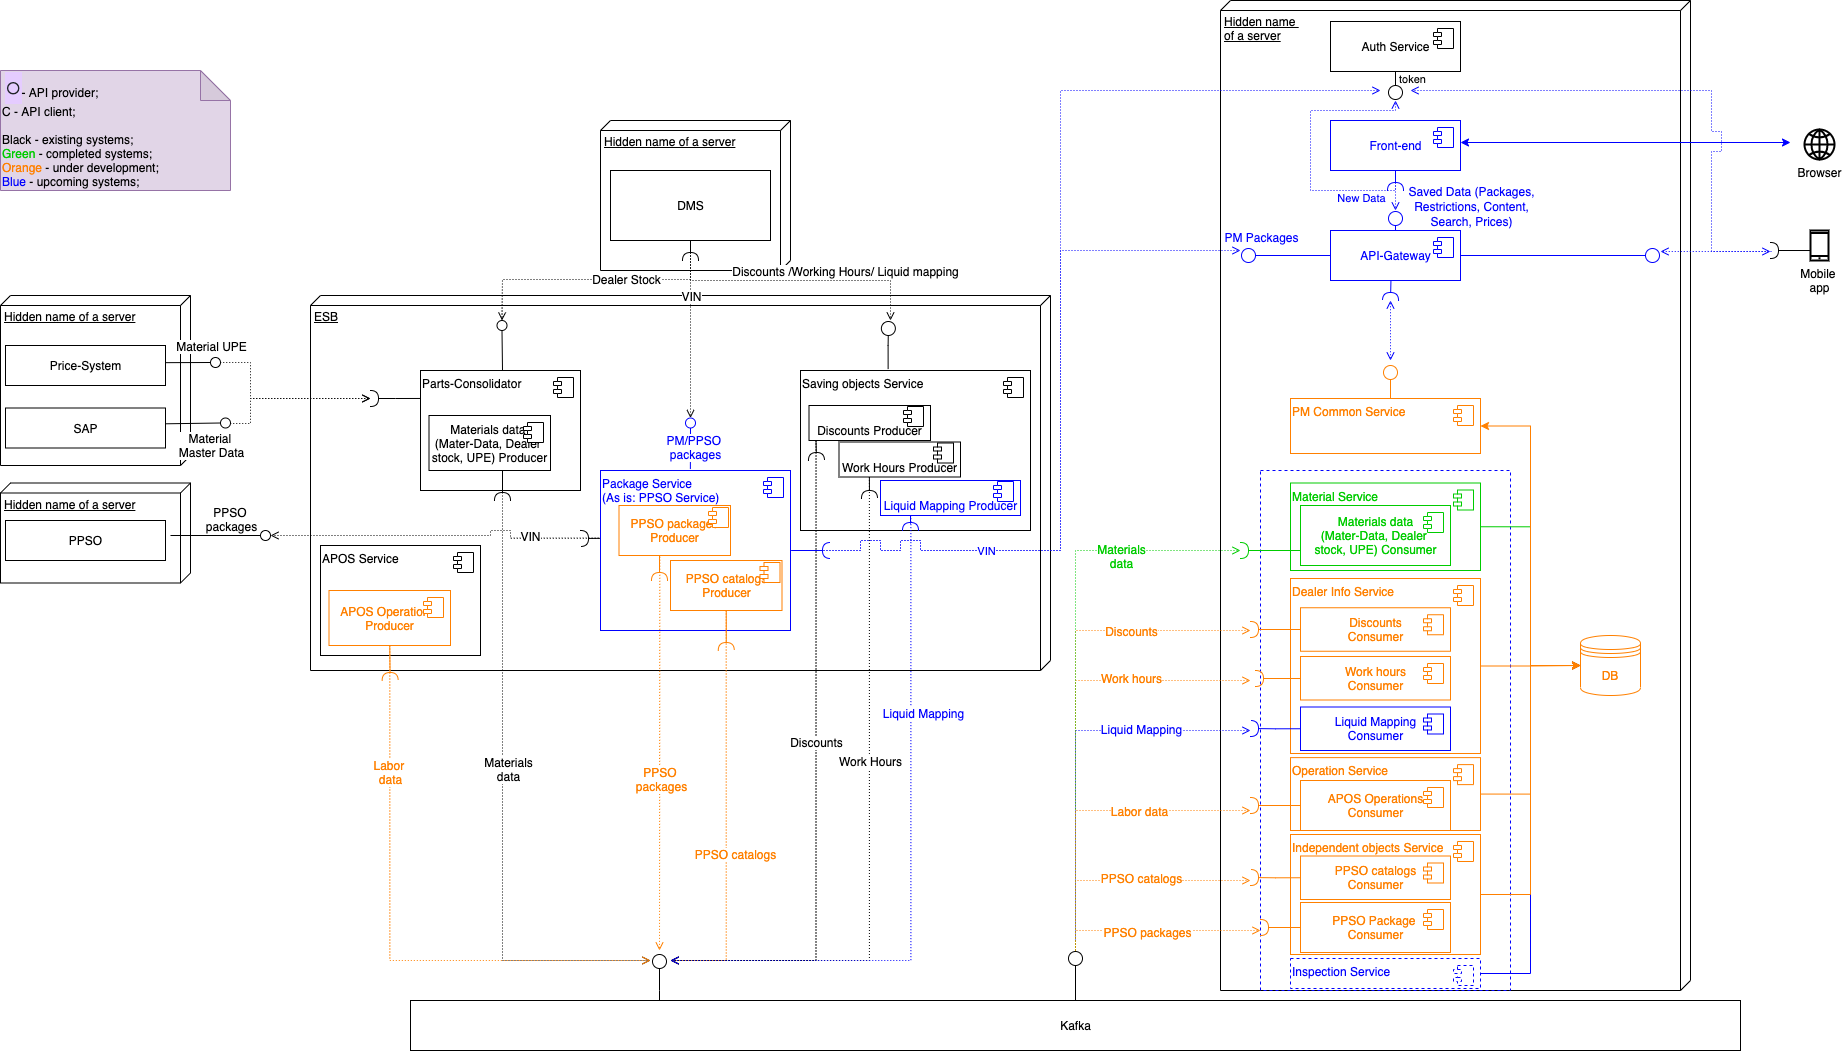 O - API provider;
C - API client;
Black - existing systems;
Green - completed systems;
Orange - under development;
Blue - upcoming systems;
Hidden name of a server
Price-System
SAP
Material UPE
Material
Master Data
Hidden name of a server
PPSO
PPSO
packages
Hidden name of a server
DMS
Dealer Stock
Discounts /Working Hours/ Liquid mapping
VIN
ESB
Parts-Consolidator
Materials data
(Mater-Data, Dealer
stock, UPE) Producer
PM/PPSO
packages
Saving objects Service
Discounts Producer
Work Hours Producer
Liquid Mapping Producer
Package Service
(As is: PPSO Service)
PPSO package
Producer
PPSO catalog
Producer
VIN
VIN
APOS Service
APOS Operation
Producer
Labor
data
Materials
data
PPSO
packages
PPSO catalogs
Discounts
Work Hours
Liquid Mapping
Hidden name
of a server
Auth Service
token
Front-end
New Data
Saved Data (Packages,
Restrictions, Content,
Search, Prices)
PM Packages
API-Gateway
Browser
Mobile
app
PM Common Service
Material Service
Materials data
(Mater-Data, Dealer
stock, UPE) Consumer
Materials
data
Dealer Info Service
Discounts
Consumer
Discounts
Work hours
Consumer
Work hours
Liquid Mapping
Consumer
Liquid Mapping
DB
Operation Service
APOS Operations
Consumer
Labor data
Independent objects Service
PPSO catalogs
Consumer
PPSO catalogs
PPSO Package
Consumer
PPSO packages
Inspection Service
Kafka